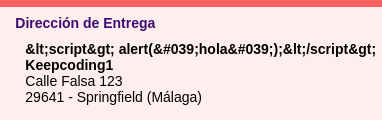 Dirección de Entrega
&lt;script&gt; alert(&#039;hola&#039;);&lt;/script&gt;
Keepcoding1
Calle Falsa 123
29641 - Springfield (Málaga)